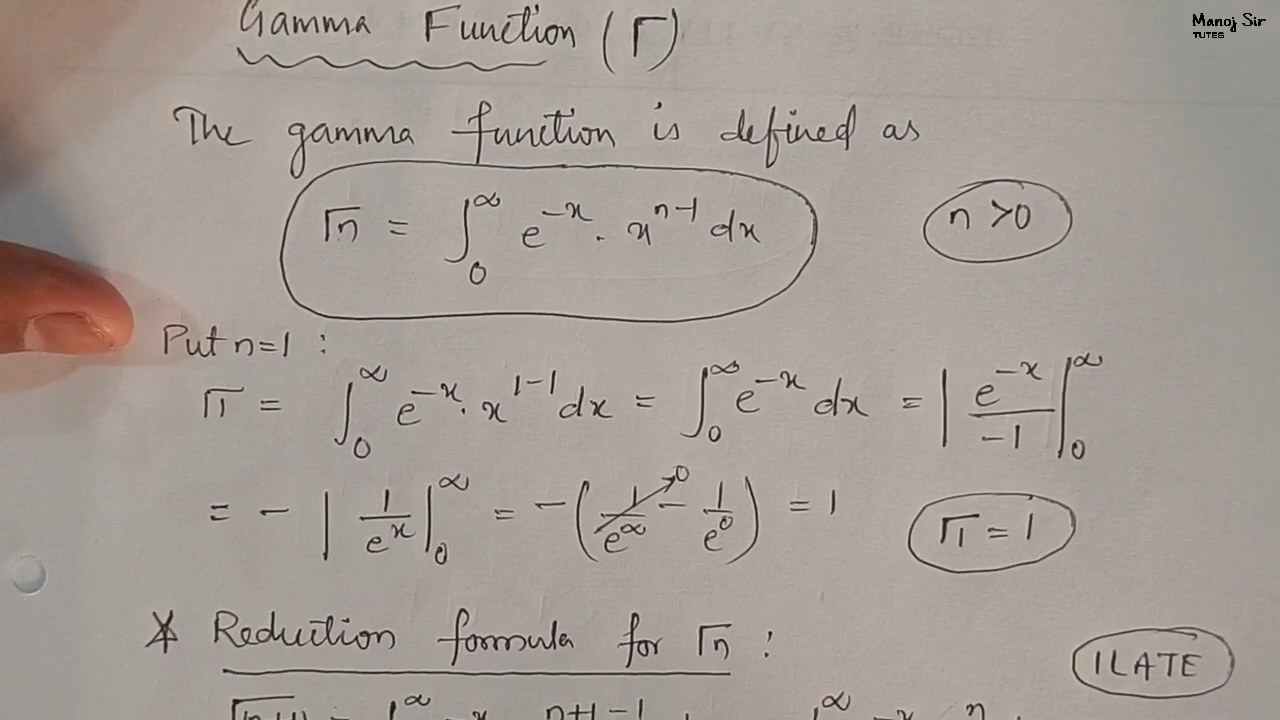 Manoj Sir
TUTES
Gamma Function (Γ)
The gamma function is defined as
Γn = ∫₀^∞ e^{-x} . x^{n-1} dx n >0
Put n=1 :
Γ1 = ∫₀^∞ e^{-x} . x^{1-1} dx = ∫₀^∞ e^{-x} dx = | e^{-x} / -1 |₀^∞
= - | 1/e^x |₀^∞ = - ( 1/e^∞ → 0 - 1/e^0 ) = 1 Γ1 = 1
* Reduction formula for Γn : ILATE